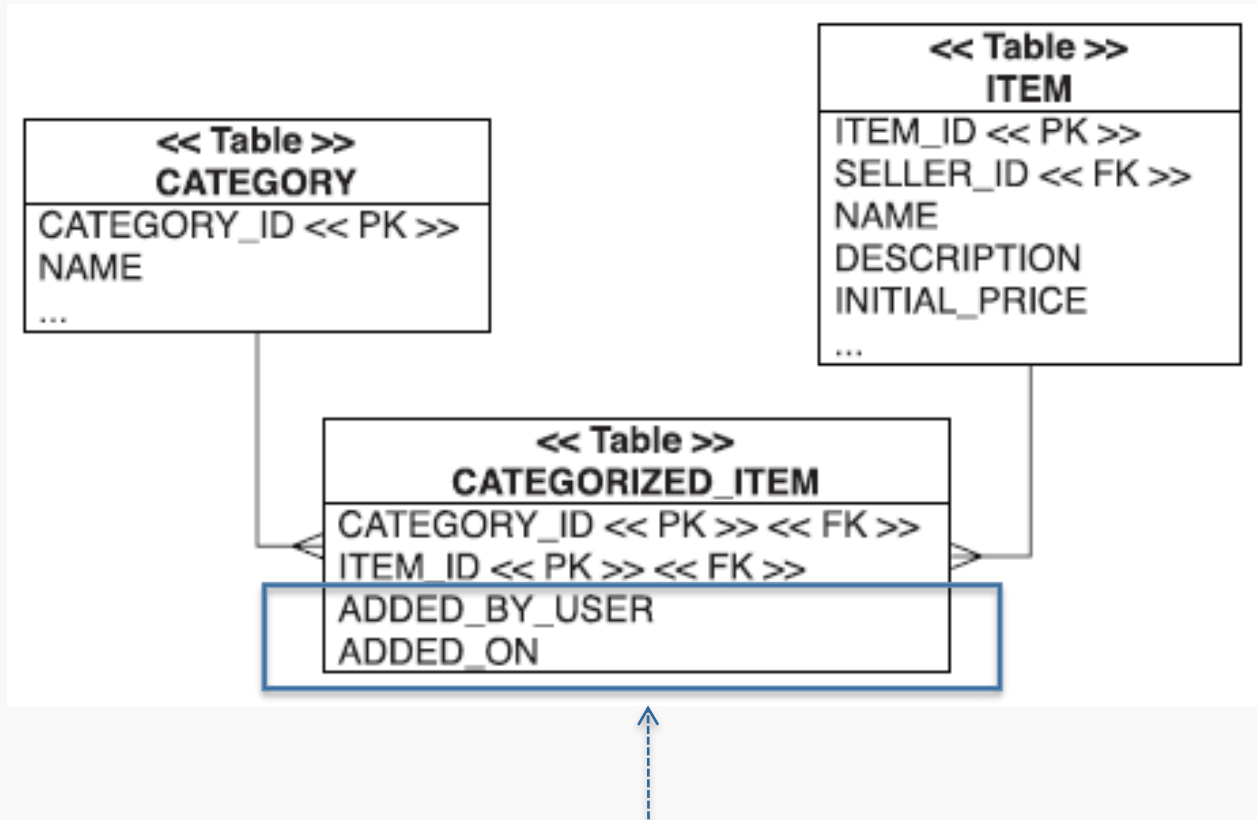 << Table >>
CATEGORY
CATEGORY_ID << PK >>
NAME
...
<< Table >>
ITEM
ITEM_ID << PK >>
SELLER_ID << FK >>
NAME
DESCRIPTION
INITIAL_PRICE
...
<< Table >>
CATEGORIZED_ITEM
CATEGORY_ID << PK >> << FK >>
ITEM_ID << PK >> << FK >>
ADDED_BY_USER
ADDED_ON